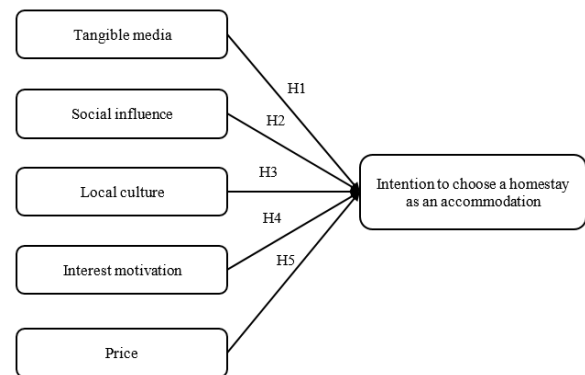 Tangible media
H1
Social influence
H2
Local culture
H3
Intention to choose a homestay
as an accommodation
H4
Interest motivation
H5
Price